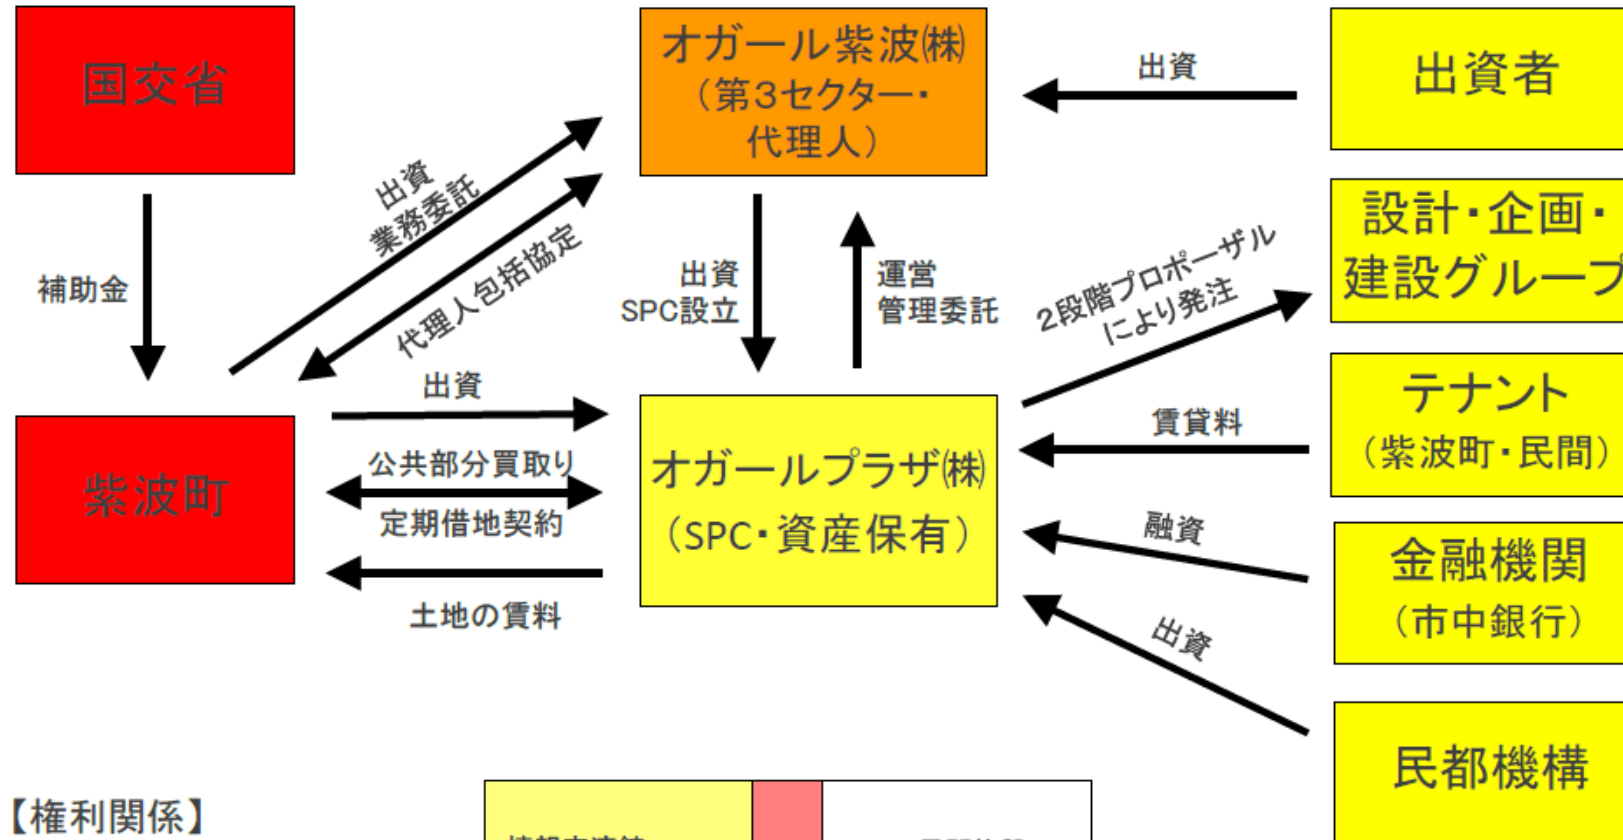 国交省
オガール紫波㈱
（第3セクター・
代理人）
出資
出資者
出資
業務委託
代理人包括協定
補助金
出資
SPC設立
運営
管理委託
2段階プロポーザル
により発注
設計・企画・
建設グループ
出資
賃貸料
テナント
（紫波町・民間）
紫波町
公共部分買取り
定期借地契約
オガールプラザ㈱
（SPC・資産保有）
融資
金融機関
（市中銀行）
土地の賃料
出資
民都機構
【権利関係】